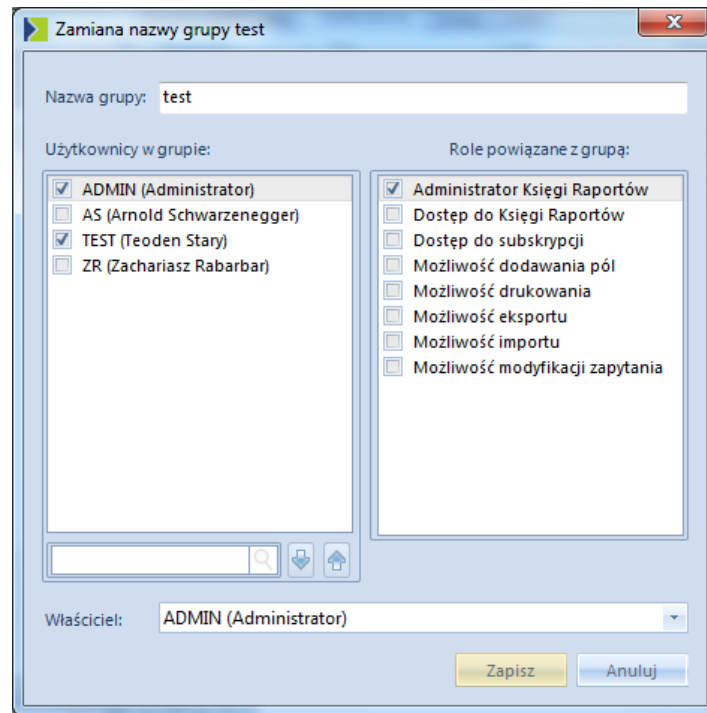 Zamiana nazwy grupy test
Nazwa grupy: test
Użytkownicy w grupie:
ADMIN (Administrator)
AS (Arnold Schwarzenegger)
TEST (Teoden Stary)
ZR (Zachariasz Rabarbar)
Role powiązane z grupą:
Administrator Księgi Raportów
Dostęp do Księgi Raportów
Dostęp do subskrypcji
Możliwość dodawania pól
Możliwość drukowania
Możliwość eksportu
Możliwość importu
Możliwość modyfikacji zapytania
Właściciel: ADMIN (Administrator)
Zapisz Anuluj